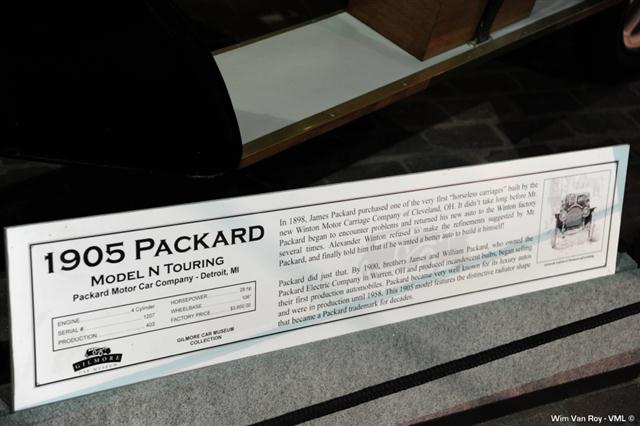 1905 PACKARD
MODEL N TOURING
Packard Motor Car Company - Detroit, MI
ENGINE 4 Cylinder HORSEPOWER 28 hp
SERIAL # 1207 WHEELBASE 106"
PRODUCTION 403 FACTORY PRICE $3,600.00
GILMORE CAR MUSEUM
COLLECTION
GILMORE
CAR MUSEUM
In 1898, James Packard purchased one of the very first "horseless carriages" built by the
new Winton Motor Carriage Company of Cleveland, OH. It didn't take long before Mr.
Packard began to encounter problems and returned his new auto to the Winton factory
several times. Alexander Winton refused to make the refinements suggested by Mr.
Packard, and finally told him that if he wanted a better car to build it himself!
Packard did just that. By 1900, brothers James and William Packard, who owned the
Packard Electric Company in Warren, OH and produced incandescent bulbs, began selling
their first production automobiles. Packard became very well known for its luxury autos
and were in production until 1958. This 1905 model features the distinctive radiator shape
that became a Packard trademark for decades.
Wim Van Roy - VML ©